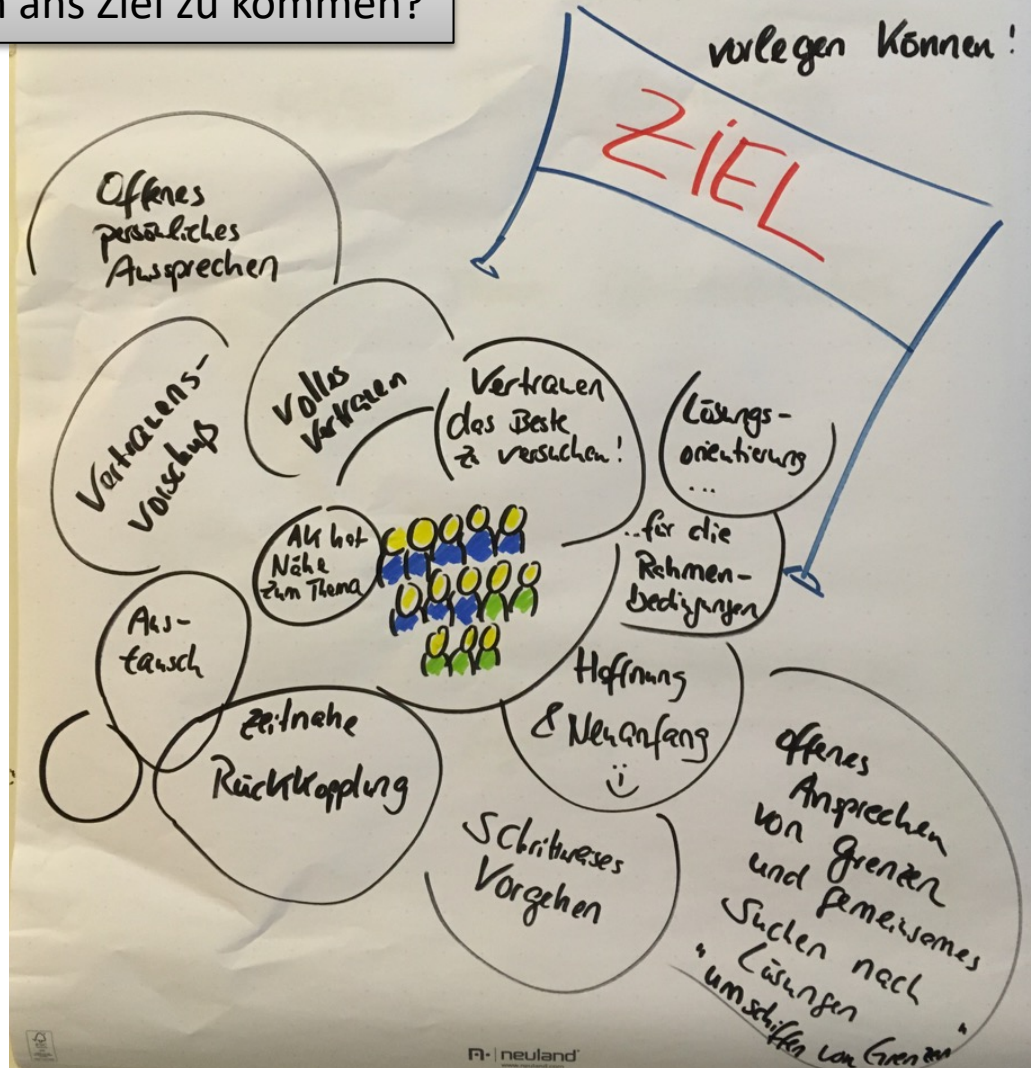 ans Ziel zu kommen?
vorlegen können!
ZiEL
Offenes
persönliches
Aussprechen
Vertrauens-
vorschuß
Volles
Vertrauen
Vertrauen
das Beste
zu versuchen!
Lösungs-
orientierung
...
..für die
Rahmen-
bedingungen
AK hat
Nähe
zum Thema
Aus-
tausch
zeitnahe
Rückkopplung
Hoffnung
& Neuanfang
Schrittweises
Vorgehen
offenes
Ansprechen
von Grenzen
und gemeinsames
Suchen nach
Lösungen
"umschiffen von Grenzen"
neuland